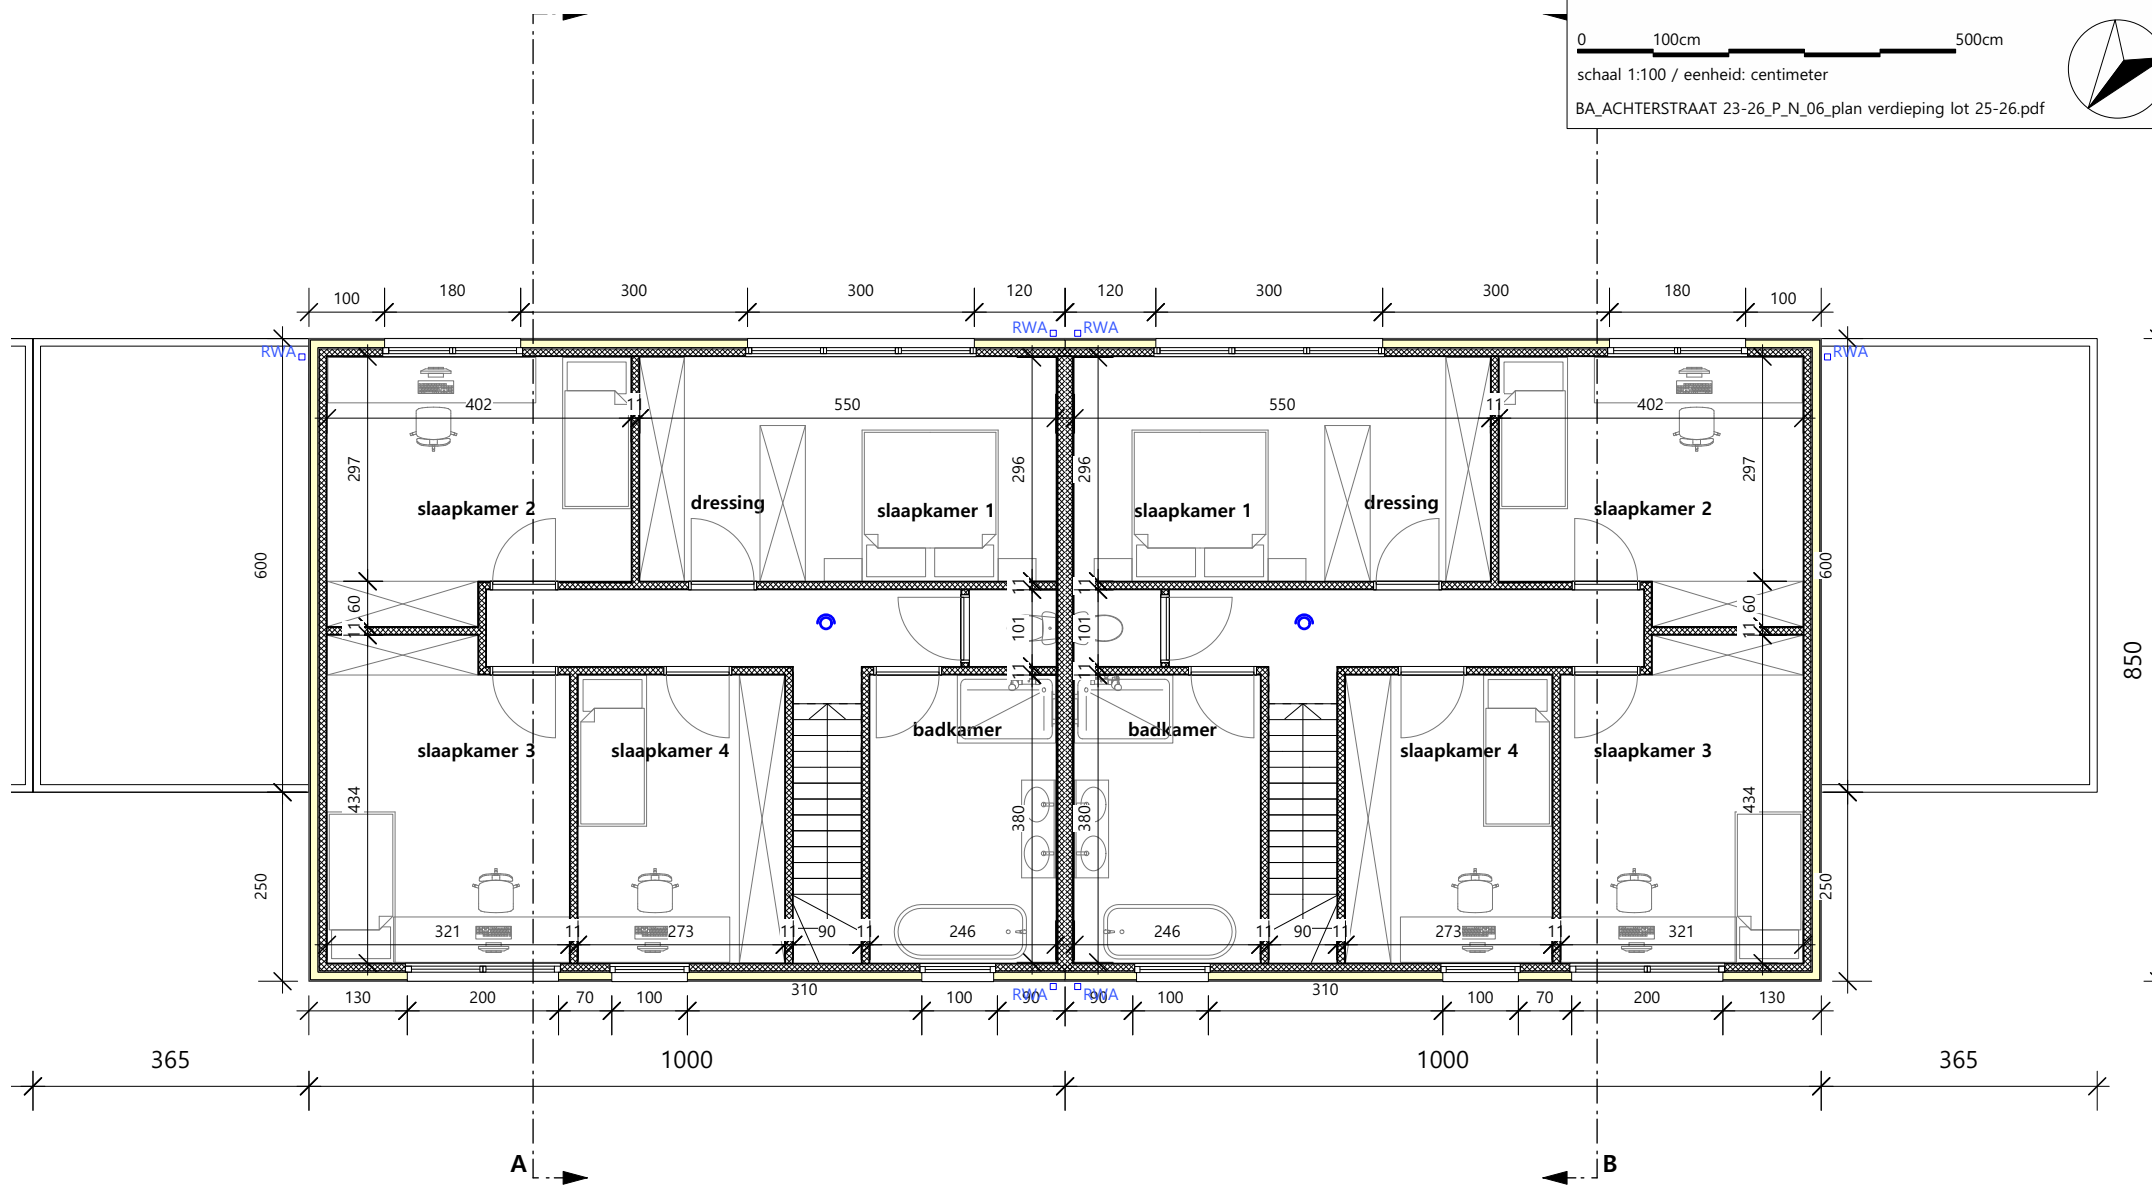 0 100cm 500cm
schaal 1:100 / eenheid: centimeter
BA_ACHTERSTRAAT 23-26_P_N_06_plan verdieping lot 25-26.pdf
100 180 300 300 120 120 300 300 180 100
RWA RWA RWA RWA
402 11 550 550 11 402
297 296 296 297
slaapkamer 2 dressing slaapkamer 1 slaapkamer 1 dressing slaapkamer 2
600 600
11 11
60 60
101 101
11 11
11 11
850
badkamer badkamer
slaapkamer 3 slaapkamer 4 slaapkamer 4 slaapkamer 3
434 380 380 434
250 250
321 11 273 11 90 11 246 246 11 90 11 273 11 321
RWA RWA
130 200 70 100 310 100 90 90 100 310 100 70 200 130
365 1000 1000 365
A B